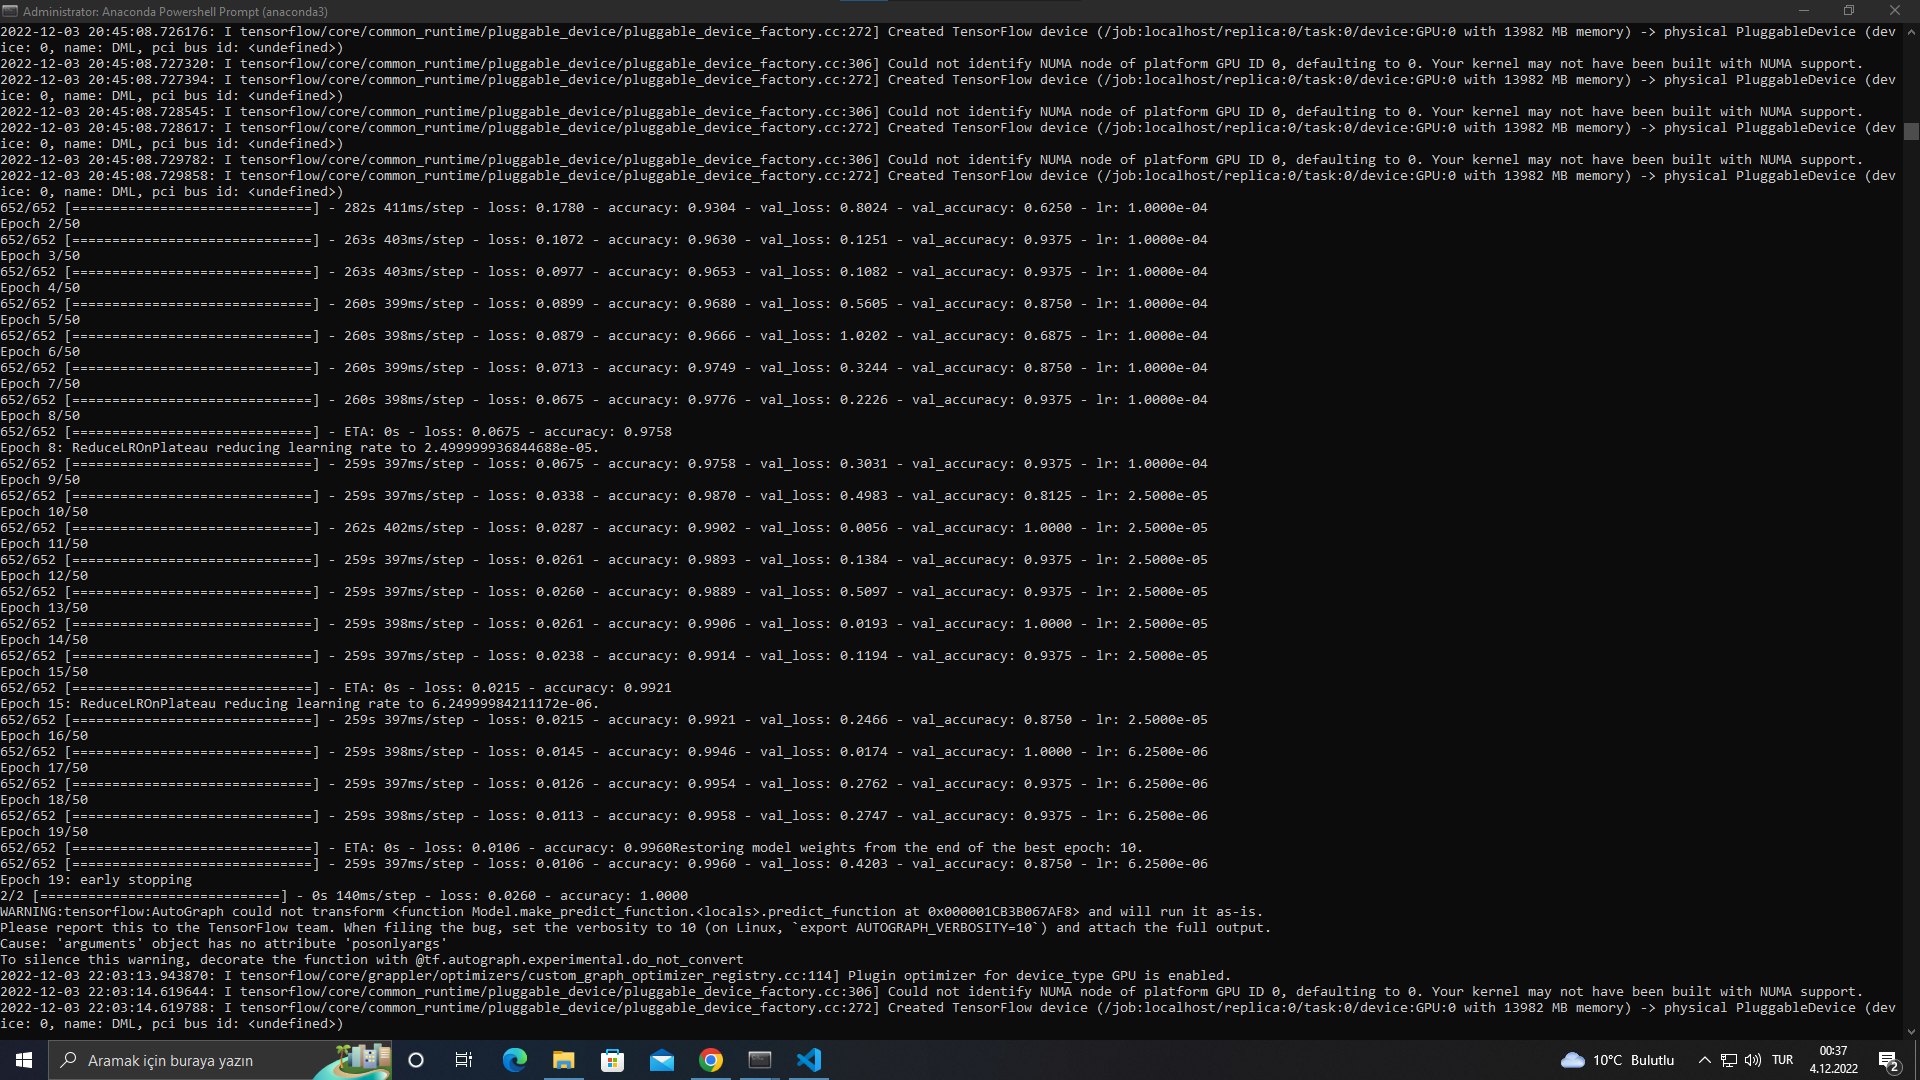 Administrator: Anaconda Powershell Prompt (anaconda3)
2022-12-03 20:45:08.726176: I tensorflow/core/common_runtime/pluggable_device/pluggable_device_factory.cc:272] Created TensorFlow device (/job:localhost/replica:0/task:0/device:GPU:0 with 13982 MB memory) -> physical PluggableDevice (dev
ice: 0, name: DML, pci bus id: <undefined>)
2022-12-03 20:45:08.727320: I tensorflow/core/common_runtime/pluggable_device/pluggable_device_factory.cc:306] Could not identify NUMA node of platform GPU ID 0, defaulting to 0. Your kernel may not have been built with NUMA support.
2022-12-03 20:45:08.727394: I tensorflow/core/common_runtime/pluggable_device/pluggable_device_factory.cc:272] Created TensorFlow device (/job:localhost/replica:0/task:0/device:GPU:0 with 13982 MB memory) -> physical PluggableDevice (dev
ice: 0, name: DML, pci bus id: <undefined>)
2022-12-03 20:45:08.728545: I tensorflow/core/common_runtime/pluggable_device/pluggable_device_factory.cc:306] Could not identify NUMA node of platform GPU ID 0, defaulting to 0. Your kernel may not have been built with NUMA support.
2022-12-03 20:45:08.728617: I tensorflow/core/common_runtime/pluggable_device/pluggable_device_factory.cc:272] Created TensorFlow device (/job:localhost/replica:0/task:0/device:GPU:0 with 13982 MB memory) -> physical PluggableDevice (dev
ice: 0, name: DML, pci bus id: <undefined>)
2022-12-03 20:45:08.729782: I tensorflow/core/common_runtime/pluggable_device/pluggable_device_factory.cc:306] Could not identify NUMA node of platform GPU ID 0, defaulting to 0. Your kernel may not have been built with NUMA support.
2022-12-03 20:45:08.729858: I tensorflow/core/common_runtime/pluggable_device/pluggable_device_factory.cc:272] Created TensorFlow device (/job:localhost/replica:0/task:0/device:GPU:0 with 13982 MB memory) -> physical PluggableDevice (dev
ice: 0, name: DML, pci bus id: <undefined>)
652/652 [==============================] - 282s 411ms/step - loss: 0.1780 - accuracy: 0.9304 - val_loss: 0.8024 - val_accuracy: 0.6250 - lr: 1.0000e-04
Epoch 2/50
652/652 [==============================] - 263s 403ms/step - loss: 0.1072 - accuracy: 0.9630 - val_loss: 0.1251 - val_accuracy: 0.9375 - lr: 1.0000e-04
Epoch 3/50
652/652 [==============================] - 263s 403ms/step - loss: 0.0977 - accuracy: 0.9653 - val_loss: 0.1082 - val_accuracy: 0.9375 - lr: 1.0000e-04
Epoch 4/50
652/652 [==============================] - 260s 399ms/step - loss: 0.0899 - accuracy: 0.9680 - val_loss: 0.5605 - val_accuracy: 0.8750 - lr: 1.0000e-04
Epoch 5/50
652/652 [==============================] - 260s 398ms/step - loss: 0.0879 - accuracy: 0.9666 - val_loss: 1.0202 - val_accuracy: 0.6875 - lr: 1.0000e-04
Epoch 6/50
652/652 [==============================] - 260s 399ms/step - loss: 0.0713 - accuracy: 0.9749 - val_loss: 0.3244 - val_accuracy: 0.8750 - lr: 1.0000e-04
Epoch 7/50
652/652 [==============================] - 260s 398ms/step - loss: 0.0675 - accuracy: 0.9776 - val_loss: 0.2226 - val_accuracy: 0.9375 - lr: 1.0000e-04
Epoch 8/50
652/652 [==============================] - ETA: 0s - loss: 0.0675 - accuracy: 0.9758
Epoch 8: ReduceLROnPlateau reducing learning rate to 2.499999936844688e-05.
652/652 [==============================] - 259s 397ms/step - loss: 0.0675 - accuracy: 0.9758 - val_loss: 0.3031 - val_accuracy: 0.9375 - lr: 1.0000e-04
Epoch 9/50
652/652 [==============================] - 259s 397ms/step - loss: 0.0338 - accuracy: 0.9870 - val_loss: 0.4983 - val_accuracy: 0.8125 - lr: 2.5000e-05
Epoch 10/50
652/652 [==============================] - 262s 402ms/step - loss: 0.0287 - accuracy: 0.9902 - val_loss: 0.0056 - val_accuracy: 1.0000 - lr: 2.5000e-05
Epoch 11/50
652/652 [==============================] - 259s 397ms/step - loss: 0.0261 - accuracy: 0.9893 - val_loss: 0.1384 - val_accuracy: 0.9375 - lr: 2.5000e-05
Epoch 12/50
652/652 [==============================] - 259s 397ms/step - loss: 0.0260 - accuracy: 0.9889 - val_loss: 0.5097 - val_accuracy: 0.9375 - lr: 2.5000e-05
Epoch 13/50
652/652 [==============================] - 259s 398ms/step - loss: 0.0261 - accuracy: 0.9906 - val_loss: 0.0193 - val_accuracy: 1.0000 - lr: 2.5000e-05
Epoch 14/50
652/652 [==============================] - 259s 397ms/step - loss: 0.0238 - accuracy: 0.9914 - val_loss: 0.1194 - val_accuracy: 0.9375 - lr: 2.5000e-05
Epoch 15/50
652/652 [==============================] - ETA: 0s - loss: 0.0215 - accuracy: 0.9921
Epoch 15: ReduceLROnPlateau reducing learning rate to 6.24999984211172e-06.
652/652 [==============================] - 259s 397ms/step - loss: 0.0215 - accuracy: 0.9921 - val_loss: 0.2466 - val_accuracy: 0.8750 - lr: 2.5000e-05
Epoch 16/50
652/652 [==============================] - 259s 398ms/step - loss: 0.0145 - accuracy: 0.9946 - val_loss: 0.0174 - val_accuracy: 1.0000 - lr: 6.2500e-06
Epoch 17/50
652/652 [==============================] - 259s 397ms/step - loss: 0.0126 - accuracy: 0.9954 - val_loss: 0.2762 - val_accuracy: 0.9375 - lr: 6.2500e-06
Epoch 18/50
652/652 [==============================] - 259s 398ms/step - loss: 0.0113 - accuracy: 0.9958 - val_loss: 0.2747 - val_accuracy: 0.9375 - lr: 6.2500e-06
Epoch 19/50
652/652 [==============================] - ETA: 0s - loss: 0.0106 - accuracy: 0.9960Restoring model weights from the end of the best epoch: 10.
652/652 [==============================] - 259s 397ms/step - loss: 0.0106 - accuracy: 0.9960 - val_loss: 0.4203 - val_accuracy: 0.8750 - lr: 6.2500e-06
Epoch 19: early stopping
2/2 [==============================] - 0s 140ms/step - loss: 0.0260 - accuracy: 1.0000
WARNING:tensorflow:AutoGraph could not transform <function Model.make_predict_function.<locals>.predict_function at 0x000001CB3B067AF8> and will run it as-is.
Please report this to the TensorFlow team. When filing the bug, set the verbosity to 10 (on Linux, `export AUTOGRAPH_VERBOSITY=10`) and attach the full output.
Cause: 'arguments' object has no attribute 'posonlyargs'
To silence this warning, decorate the function with @tf.autograph.experimental.do_not_convert
2022-12-03 22:03:13.943870: I tensorflow/core/grappler/optimizers/custom_graph_optimizer_registry.cc:114] Plugin optimizer for device_type GPU is enabled.
2022-12-03 22:03:14.619644: I tensorflow/core/common_runtime/pluggable_device/pluggable_device_factory.cc:306] Could not identify NUMA node of platform GPU ID 0, defaulting to 0. Your kernel may not have been built with NUMA support.
2022-12-03 22:03:14.619788: I tensorflow/core/common_runtime/pluggable_device/pluggable_device_factory.cc:272] Created TensorFlow device (/job:localhost/replica:0/task:0/device:GPU:0 with 13982 MB memory) -> physical PluggableDevice (dev
ice: 0, name: DML, pci bus id: <undefined>)
Aramak için buraya yazın
10°C Bulutlu
TUR
00:37
4.12.2022
2